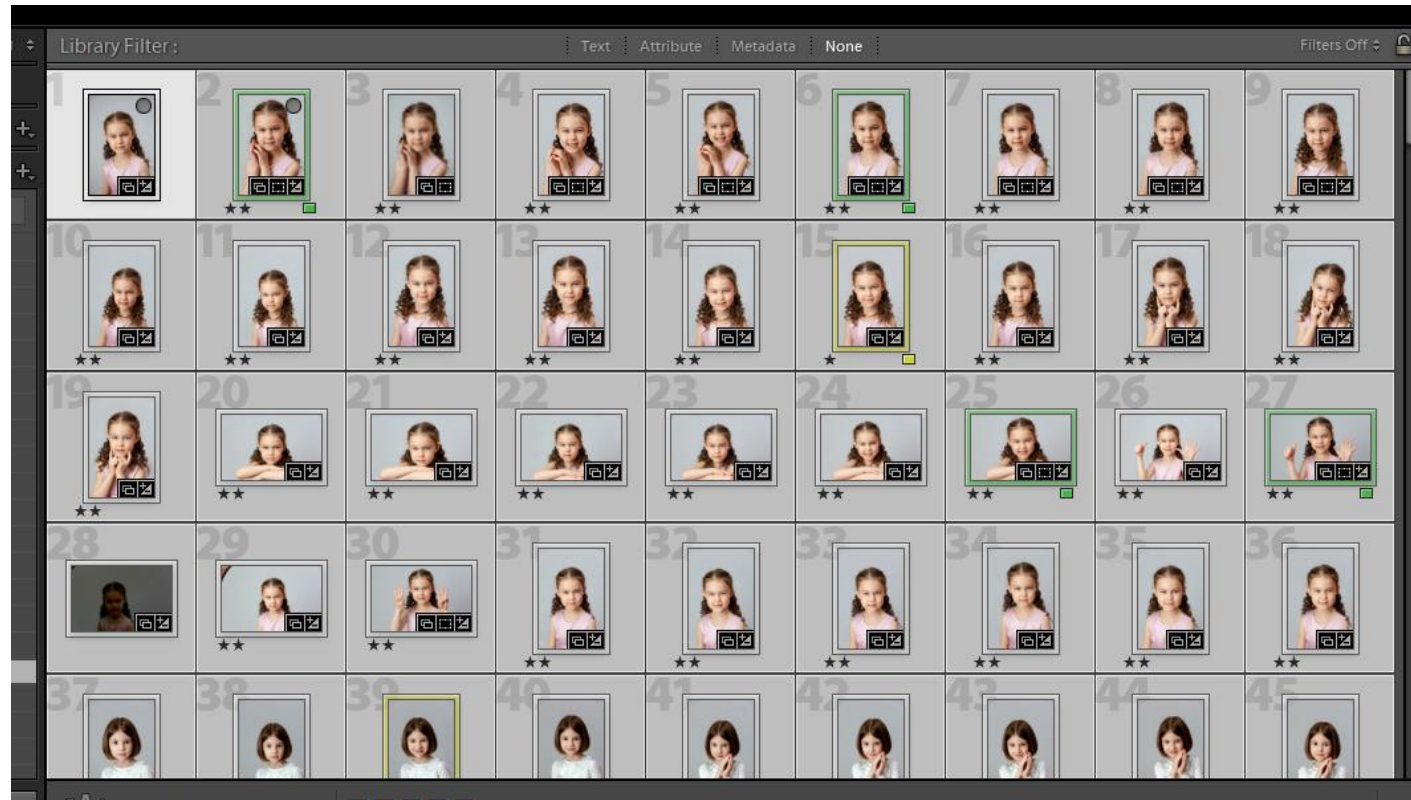 Library Filter :
Text
Attribute
Metadata
None
Filters Off
1 2 3 4 5 6 7 8 9
10 11 12 13 14 15 16 17 18
19 20 21 22 23 24 25 26 27
28 29 30 31 32 33 34 35 36
37 38 39 40 41 42 43 44 45